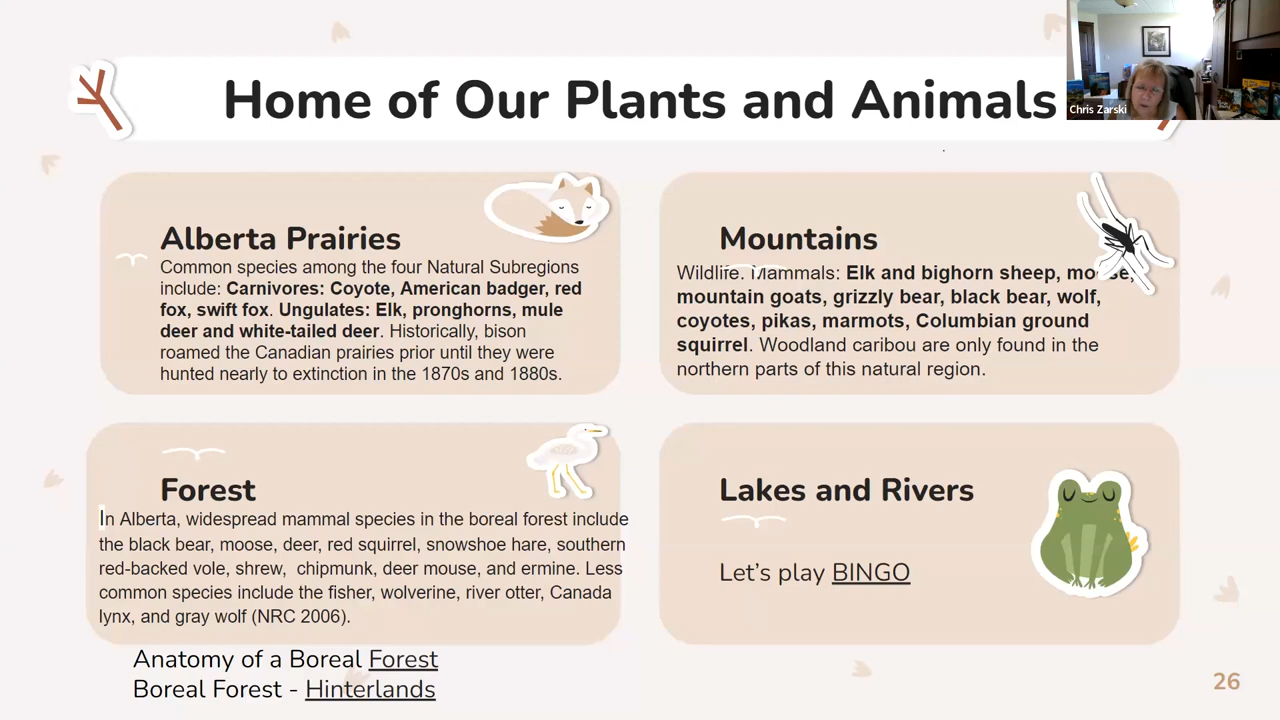 Home of Our Plants and Animals
Chris Zarski
Alberta Prairies
Common species among the four Natural Subregions
include: Carnivores: Coyote, American badger, red
fox, swift fox. Ungulates: Elk, pronghorns, mule
deer and white-tailed deer. Historically, bison
roamed the Canadian prairies prior until they were
hunted nearly to extinction in the 1870s and 1880s.
Mountains
Wildlife. Mammals: Elk and bighorn sheep, moose,
mountain goats, grizzly bear, black bear, wolf,
coyotes, pikas, marmots, Columbian ground
squirrel. Woodland caribou are only found in the
northern parts of this natural region.
Forest
In Alberta, widespread mammal species in the boreal forest include
the black bear, moose, deer, red squirrel, snowshoe hare, southern
red-backed vole, shrew, chipmunk, deer mouse, and ermine. Less
common species include the fisher, wolverine, river otter, Canada
lynx, and gray wolf (NRC 2006).
Anatomy of a Boreal Forest
Boreal Forest - Hinterlands
Lakes and Rivers
Let's play BINGO
26